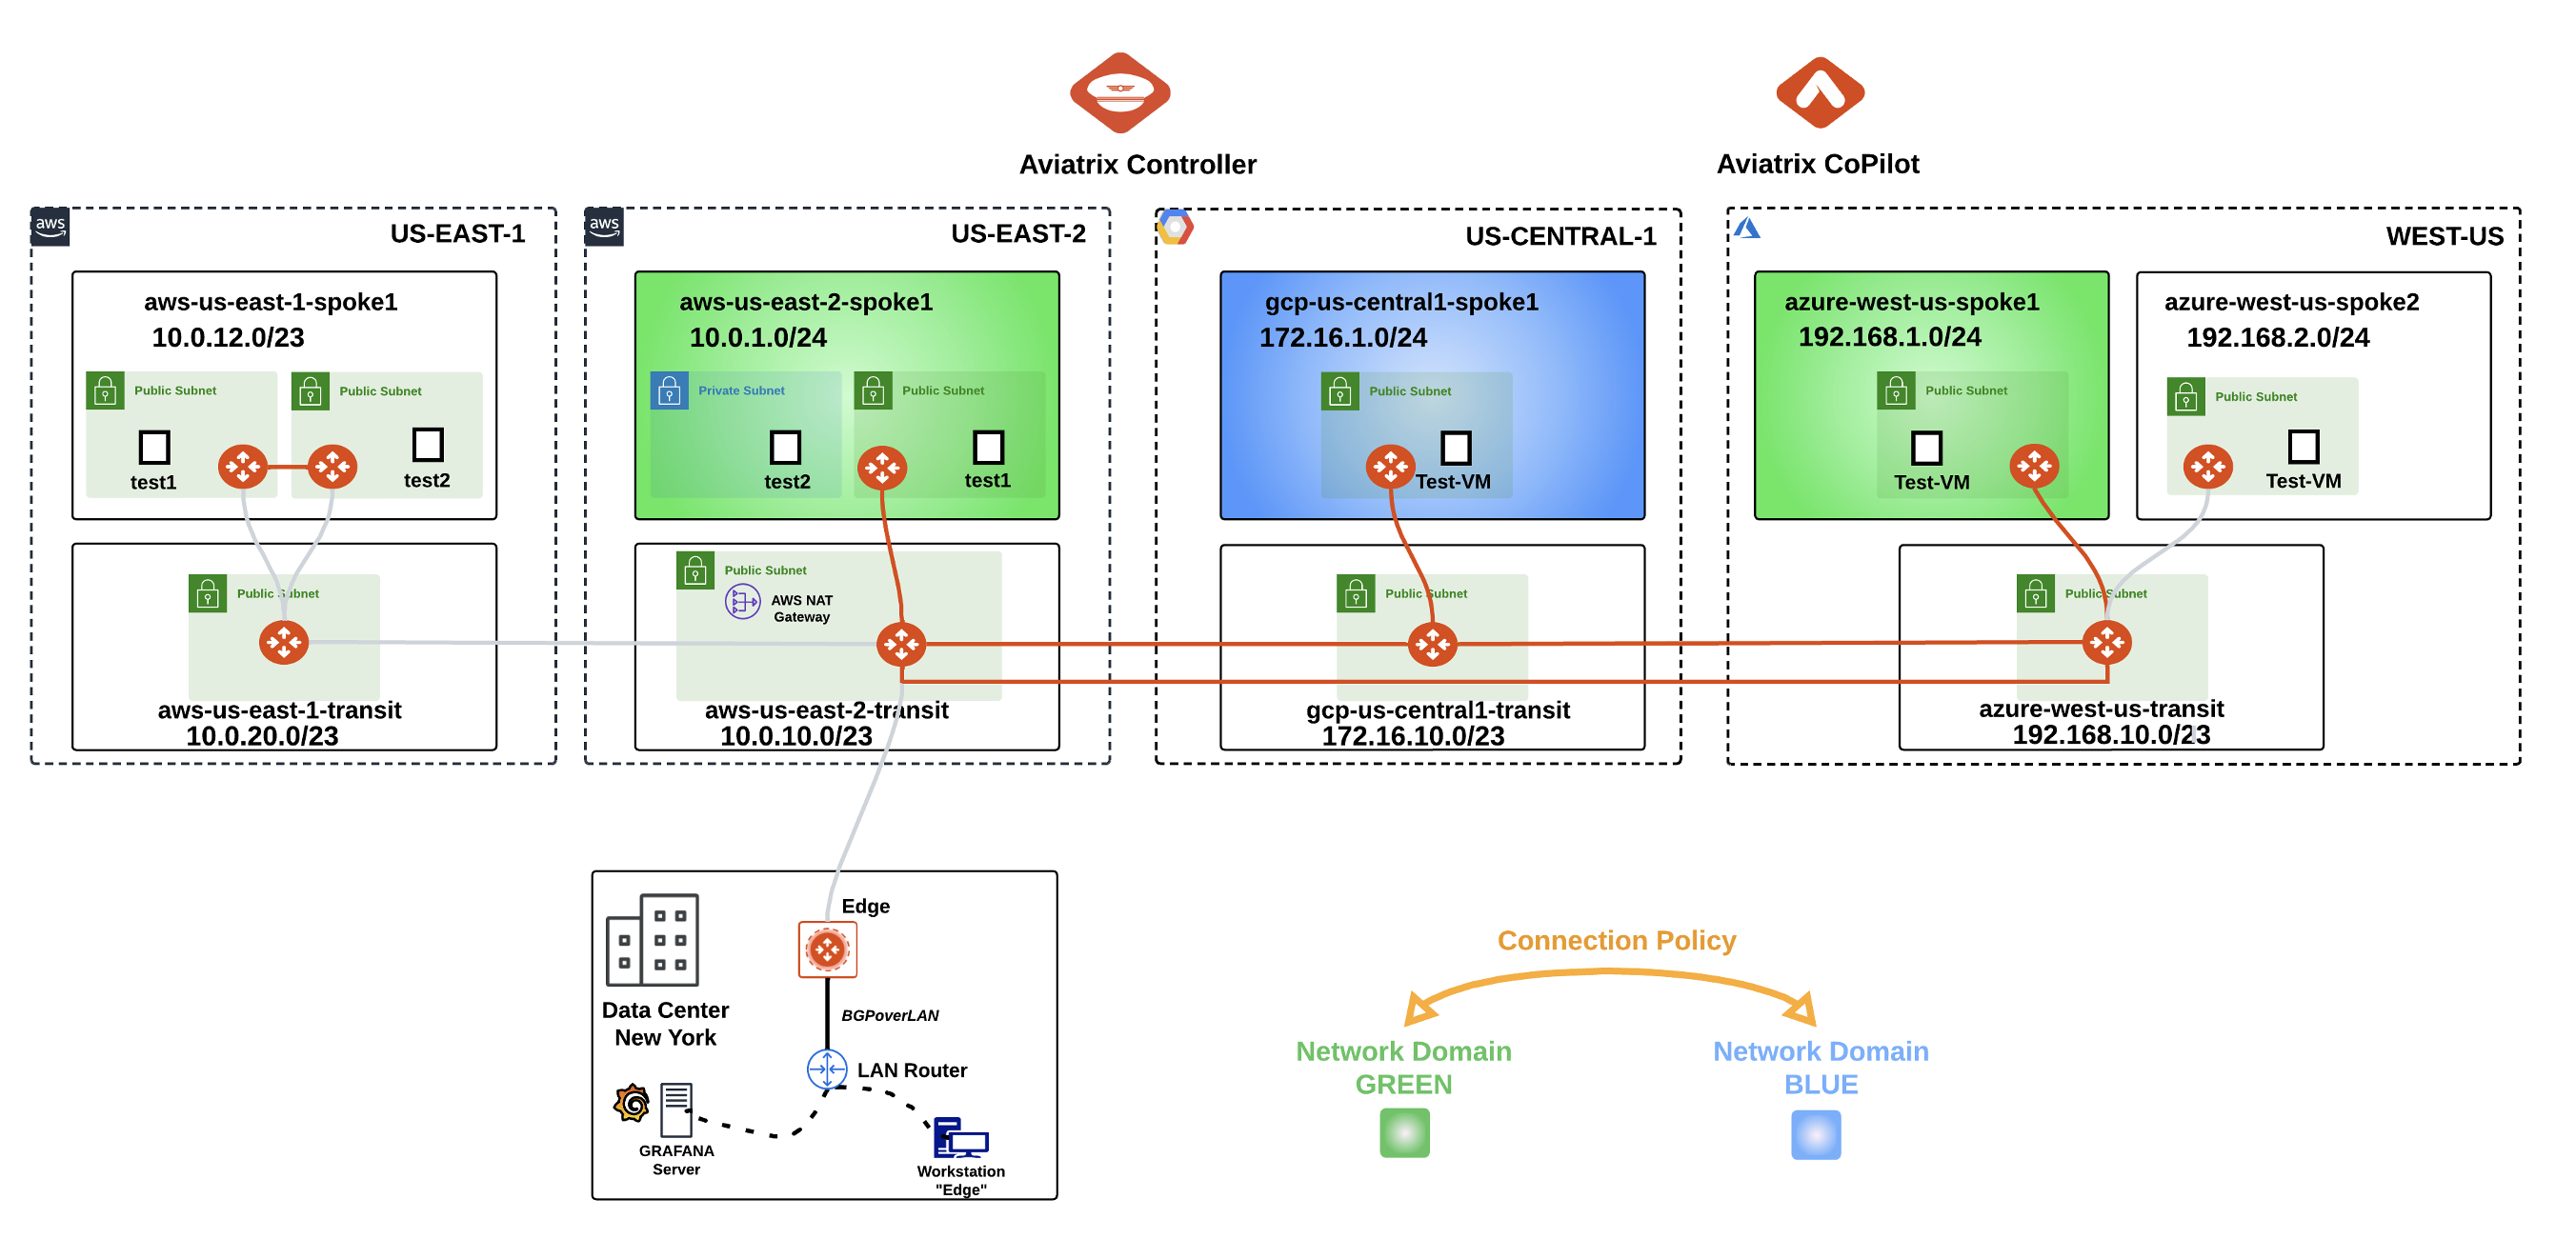 Aviatrix Controller
Aviatrix CoPilot
aws
US-EAST-1
aws-us-east-1-spoke1
10.0.12.0/23
Public Subnet
Public Subnet
test1
test2
Public Subnet
aws-us-east-1-transit
10.0.20.0/23
aws
US-EAST-2
aws-us-east-2-spoke1
10.0.1.0/24
Private Subnet
Public Subnet
test2
test1
Public Subnet
AWS NAT
Gateway
aws-us-east-2-transit
10.0.10.0/23
US-CENTRAL-1
gcp-us-central1-spoke1
172.16.1.0/24
Public Subnet
Test-VM
Public Subnet
gcp-us-central1-transit
172.16.10.0/23
WEST-US
azure-west-us-spoke1
192.168.1.0/24
Public Subnet
Test-VM
azure-west-us-spoke2
192.168.2.0/24
Public Subnet
Test-VM
Public Subnet
azure-west-us-transit
192.168.10.0/23
Edge
Data Center
New York
BGPoverLAN
LAN Router
GRAFANA
Server
Workstation
"Edge"
Connection Policy
Network Domain
GREEN
Network Domain
BLUE